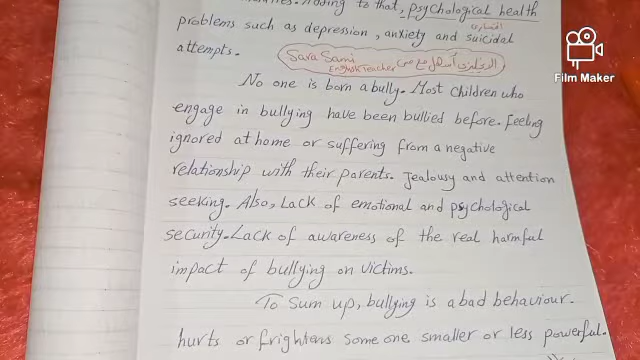 to that, psychological health
problems such as depression, anxiety and suicidal
attempts.
Sara Sami
English Teacher
No one is born a bully. Most children who
engage in bullying have been bullied before. Feeling
ignored at home or suffering from a negative
relationship with their parents. Jealousy and attention
seeking. Also, Lack of emotional and psychological
security. Lack of awareness of the real harmful
impact of bullying on victims.
To sum up, bullying is a bad behaviour.
hurts or frightens someone smaller or less powerful.
Film Maker